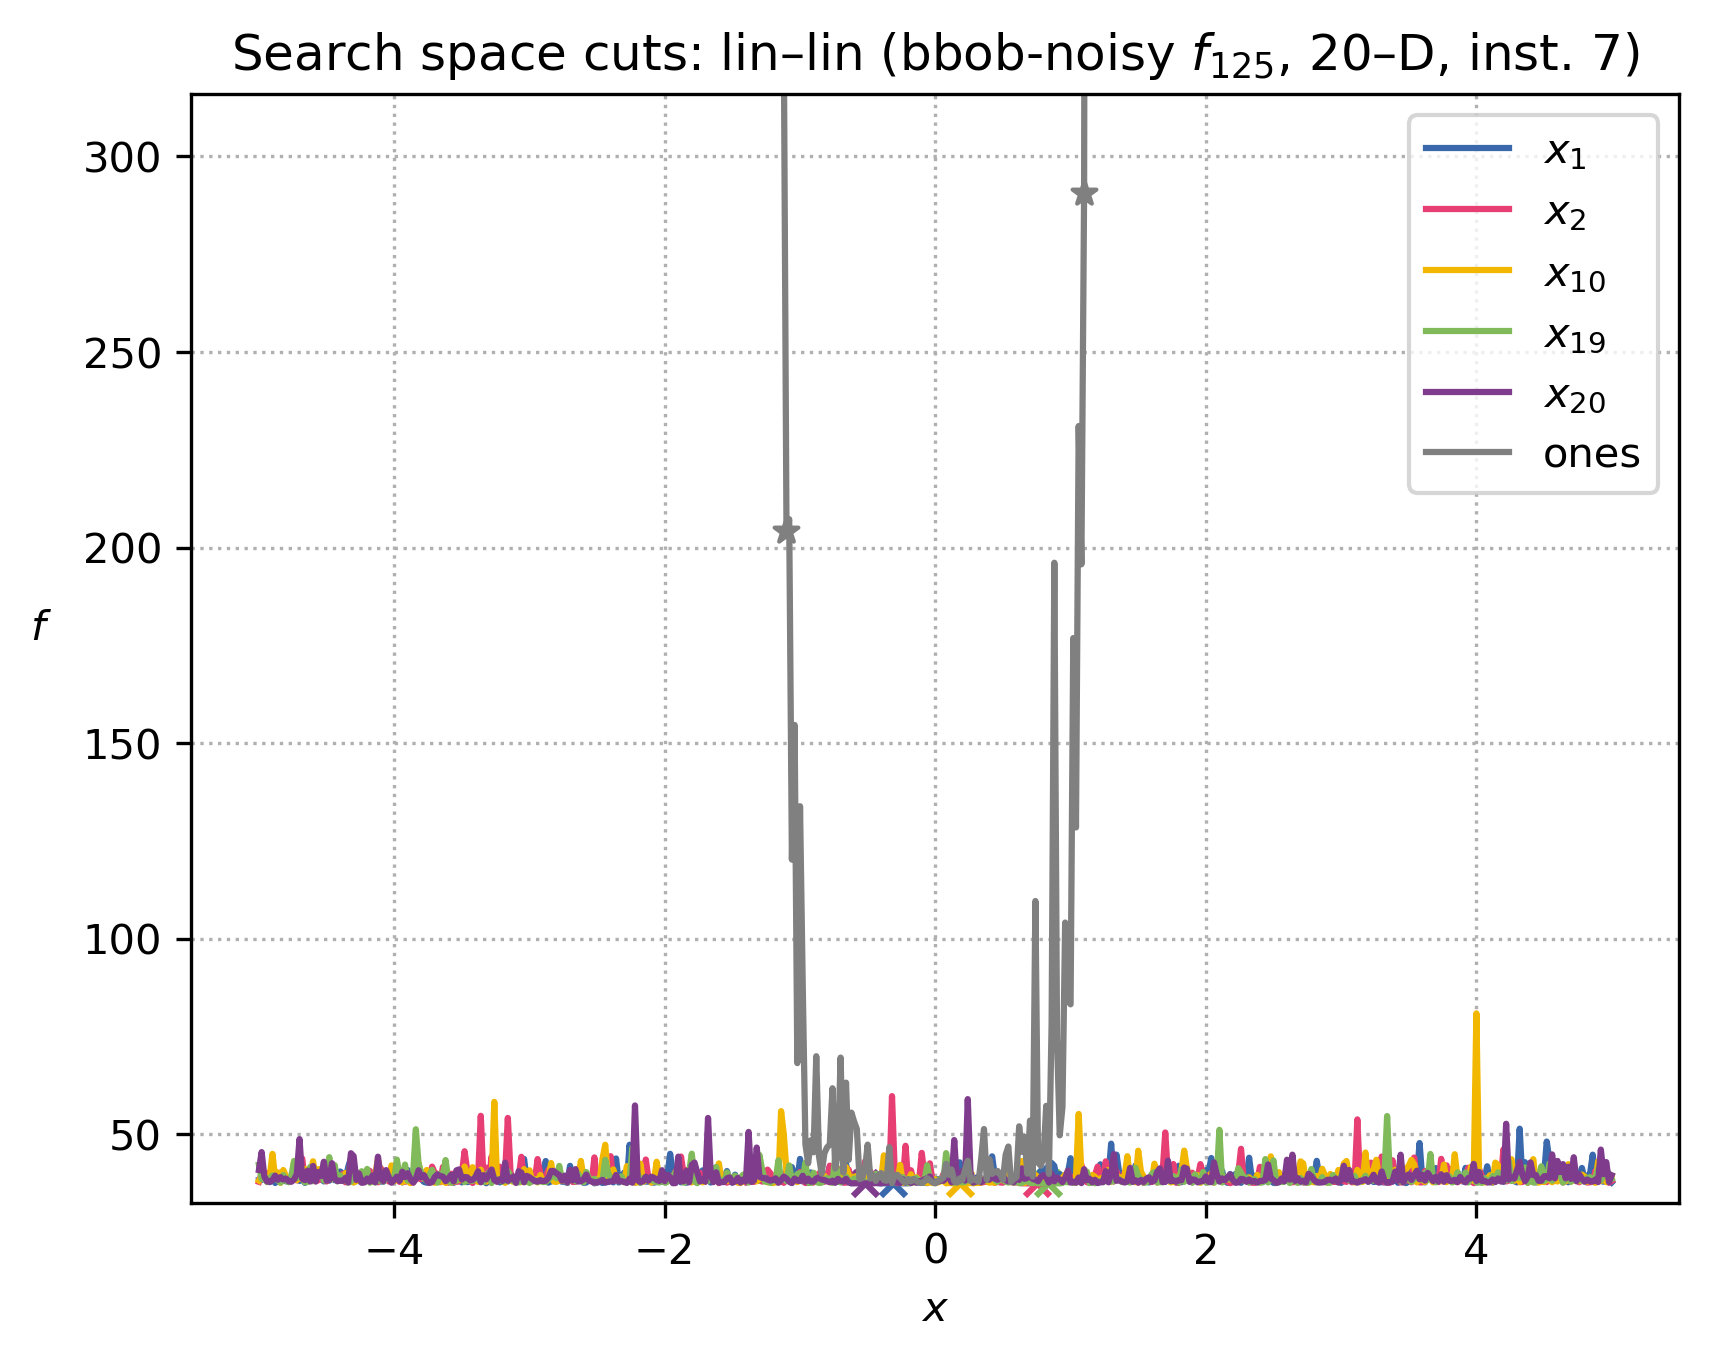 Search space cuts: lin–lin (bbob-noisy f₁₂₅, 20–D, inst. 7)
300
250
200
150
100
50
f
−4
−2
0
2
4
x
x₁
x₂
x₁₀
x₁₉
x₂₀
ones